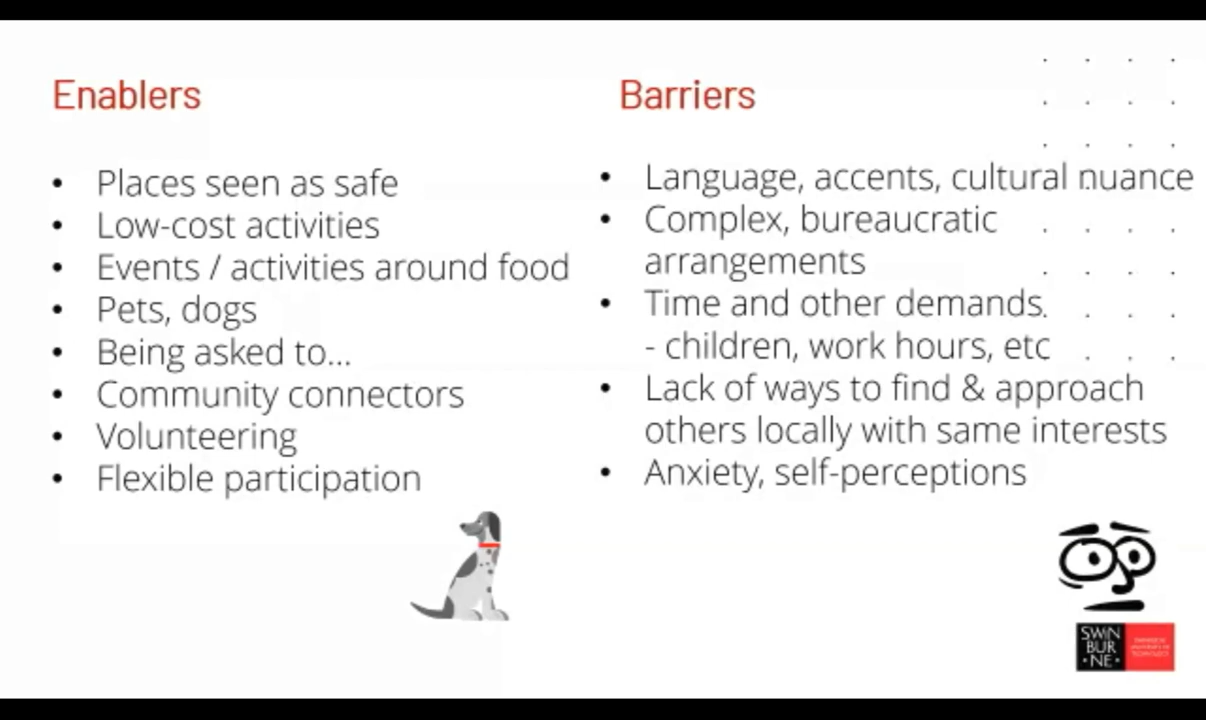 Enablers
• Places seen as safe
• Low-cost activities
• Events / activities around food
• Pets, dogs
• Being asked to...
• Community connectors
• Volunteering
• Flexible participation
Barriers
• Language, accents, cultural nuance
• Complex, bureaucratic
arrangements
• Time and other demands
- children, work hours, etc
• Lack of ways to find & approach
others locally with same interests
• Anxiety, self-perceptions
SWIN
BUR
• NE •